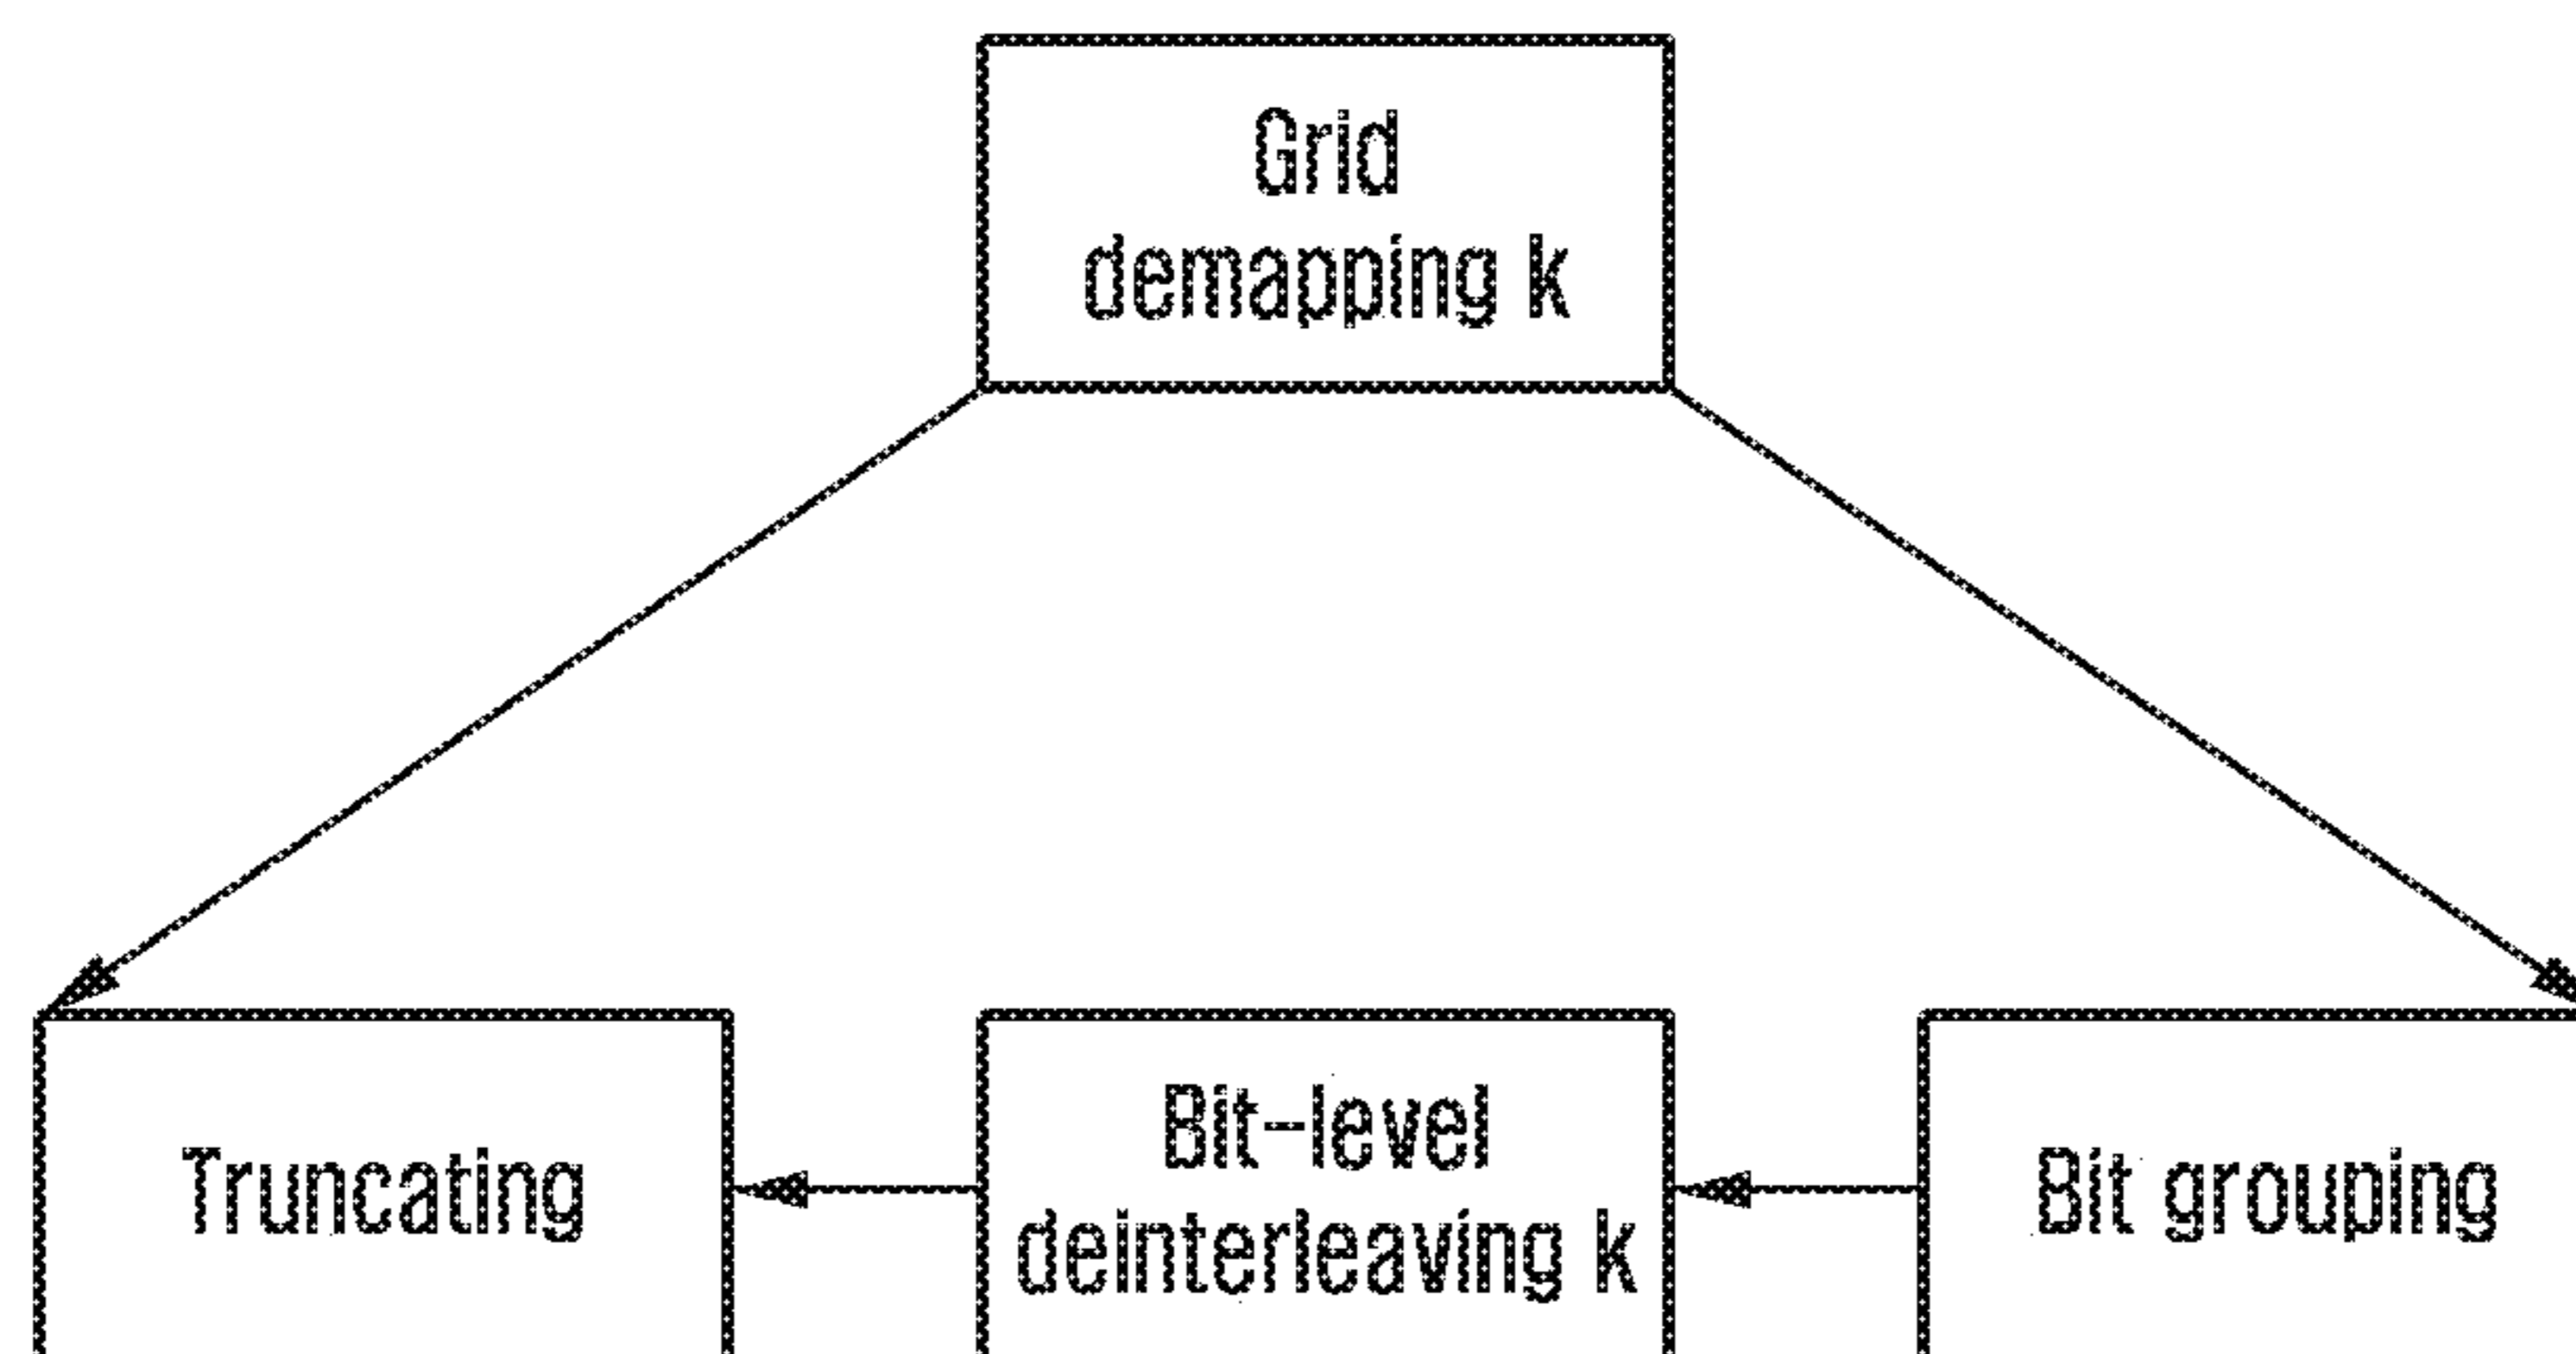 Grid
demapping k
Truncating
Bit-level
deinterleaving k
Bit grouping